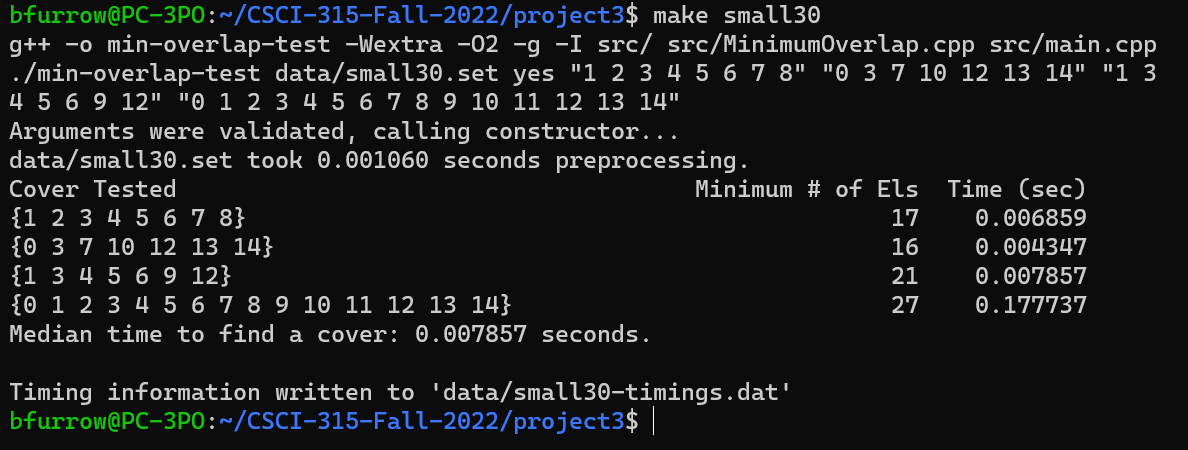 bfurrow@PC-3PO:~/CSCI-315-Fall-2022/project3$ make small30
g++ -o min-overlap-test -Wextra -O2 -g -I src/ src/MinimumOverlap.cpp src/main.cpp
./min-overlap-test data/small30.set yes "1 2 3 4 5 6 7 8" "0 3 7 10 12 13 14" "1 3
4 5 6 9 12" "0 1 2 3 4 5 6 7 8 9 10 11 12 13 14"
Arguments were validated, calling constructor...
data/small30.set took 0.001060 seconds preprocessing.
Cover Tested                                      Minimum # of Els  Time (sec)
{1 2 3 4 5 6 7 8}                                               17    0.006859
{0 3 7 10 12 13 14}                                             16    0.004347
{1 3 4 5 6 9 12}                                                21    0.007857
{0 1 2 3 4 5 6 7 8 9 10 11 12 13 14}                            27    0.177737
Median time to find a cover: 0.007857 seconds.

Timing information written to 'data/small30-timings.dat'
bfurrow@PC-3PO:~/CSCI-315-Fall-2022/project3$